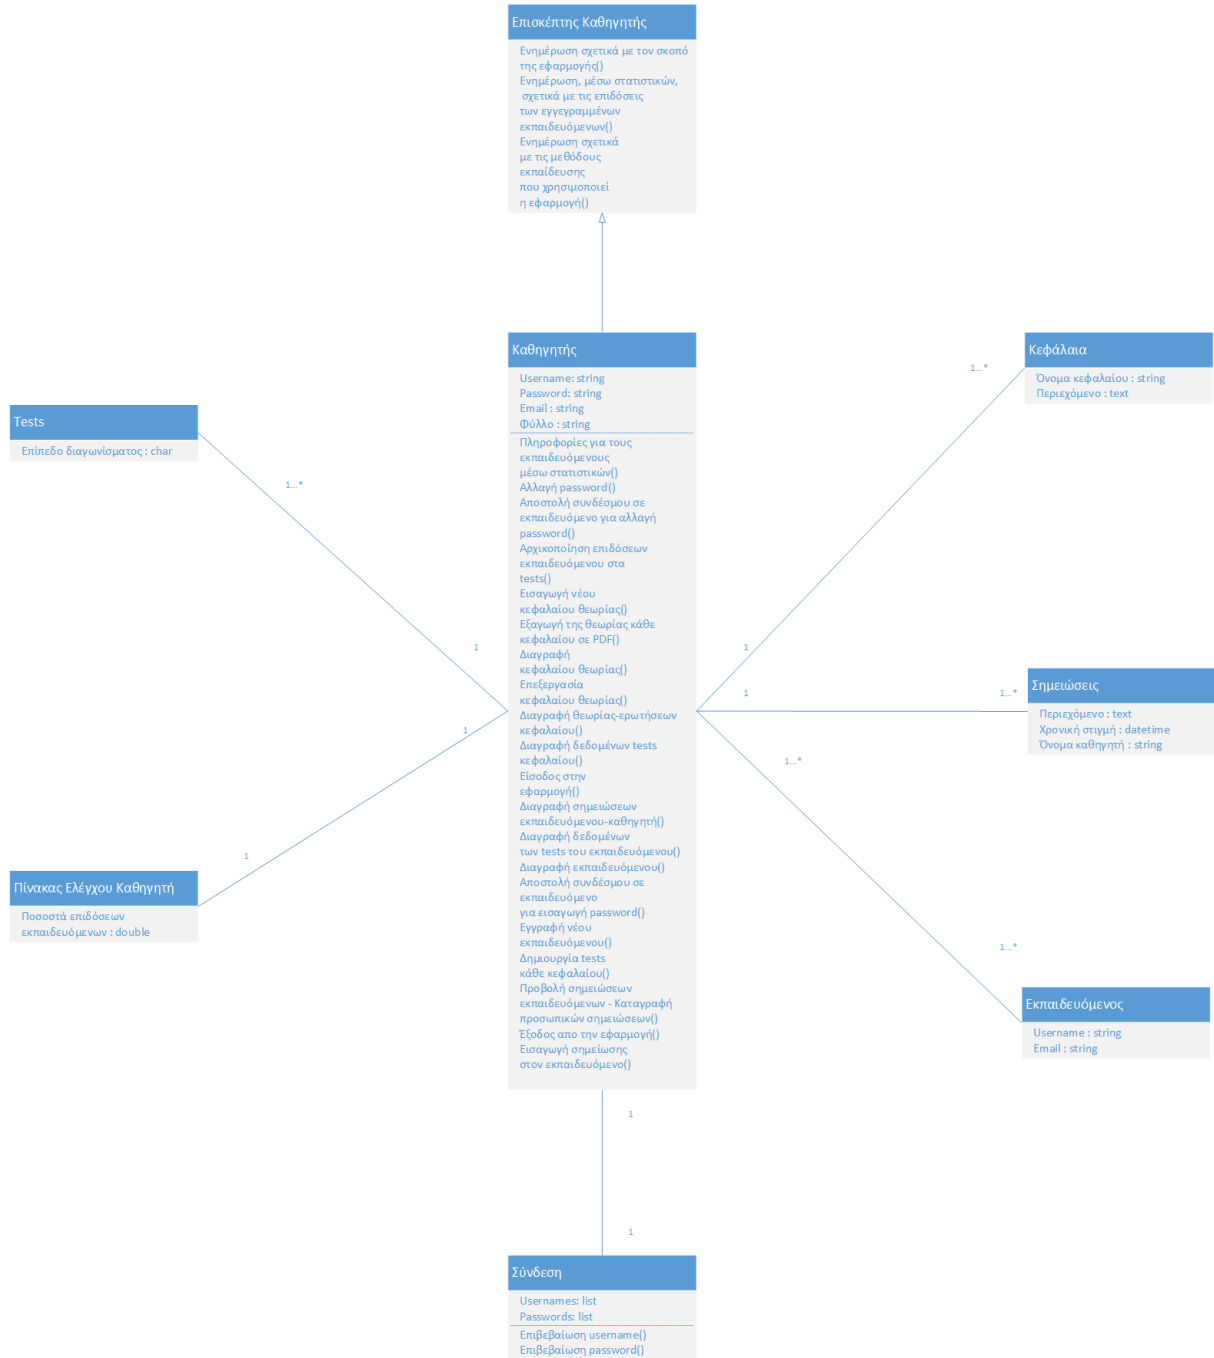 Επισκέπτης Καθηγητής
Ενημέρωση σχετικά με τον σκοπό
της εφαρμογής()
Ενημέρωση, μέσω στατιστικών,
σχετικά με τις επιδόσεις
των εγγεγραμμένων
εκπαιδευόμενων()
Ενημέρωση σχετικά
με τις μεθόδους
εκπαίδευσης
που χρησιμοποιεί
η εφαρμογή()
Καθηγητής
Username: string
Password: string
Email : string
Φύλλο : string
Πληροφορίες για τους
εκπαιδευόμενους
μέσω στατιστικών()
Αλλαγή password()
Αποστολή συνδέσμου σε
εκπαιδευόμενο για αλλαγή
password()
Αρχικοποίηση επιδόσεων
εκπαιδευόμενου στα
tests()
Εισαγωγή νέου
κεφαλαίου θεωρίας()
Εξαγωγή της θεωρίας κάθε
κεφαλαίου σε PDF()
Διαγραφή
κεφαλαίου θεωρίας()
Επεξεργασία
κεφαλαίου θεωρίας()
Διαγραφή θεωρίας-ερωτήσεων
κεφαλαίου()
Διαγραφή δεδομένων tests
κεφαλαίου()
Είσοδος στην
εφαρμογή()
Διαγραφή σημειώσεων
εκπαιδευόμενου-καθηγητή()
Διαγραφή δεδομένων
των tests του εκπαιδευόμενου()
Διαγραφή εκπαιδευόμενου()
Αποστολή συνδέσμου σε
εκπαιδευόμενο
για εισαγωγή password()
Εγγραφή νέου
εκπαιδευόμενου()
Δημιουργία tests
κάθε κεφαλαίου()
Προβολή σημειώσεων
εκπαιδευόμενων - Καταγραφή
προσωπικών σημειώσεων()
Έξοδος απο την εφαρμογή()
Εισαγωγή σημείωσης
στον εκπαιδευόμενο()
Tests
Επίπεδο διαγωνίσματος : char
1...*
1
1
1
Πίνακας Ελέγχου Καθηγητή
Ποσοστά επιδόσεων
εκπαιδευόμενων : double
Κεφάλαια
Όνομα κεφαλαίου : string
Περιεχόμενο : text
1...*
1
1
1...*
Σημειώσεις
Περιεχόμενο : text
Χρονική στιγμή : datetime
Όνομα καθηγητή : string
1...*
1...*
Εκπαιδευόμενος
Username : string
Email : string
1
1
Σύνδεση
Usernames: list
Passwords: list
Επιβεβαίωση username()
Επιβεβαίωση password()